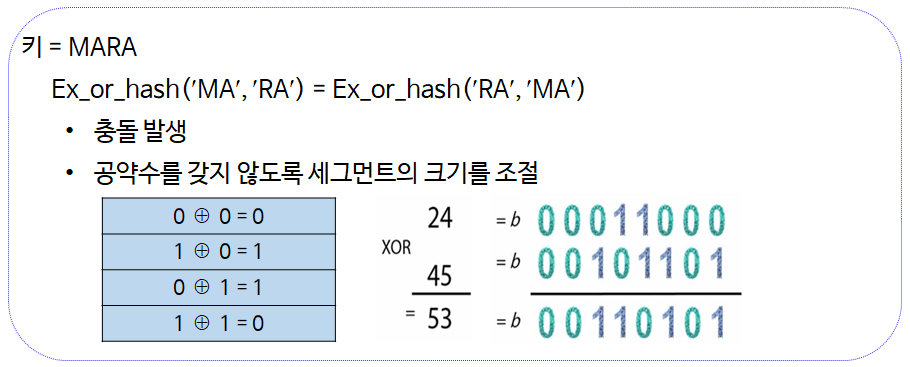 키 = MARA
Ex_or_hash('MA', 'RA') = Ex_or_hash('RA', 'MA')
• 충돌 발생
• 공약수를 갖지 않도록 세그먼트의 크기를 조절
0 ⊕ 0 = 0
1 ⊕ 0 = 1
0 ⊕ 1 = 1
1 ⊕ 1 = 0
24 = b 00011000
XOR
45 = b 00101101
= 53 = b 00110101